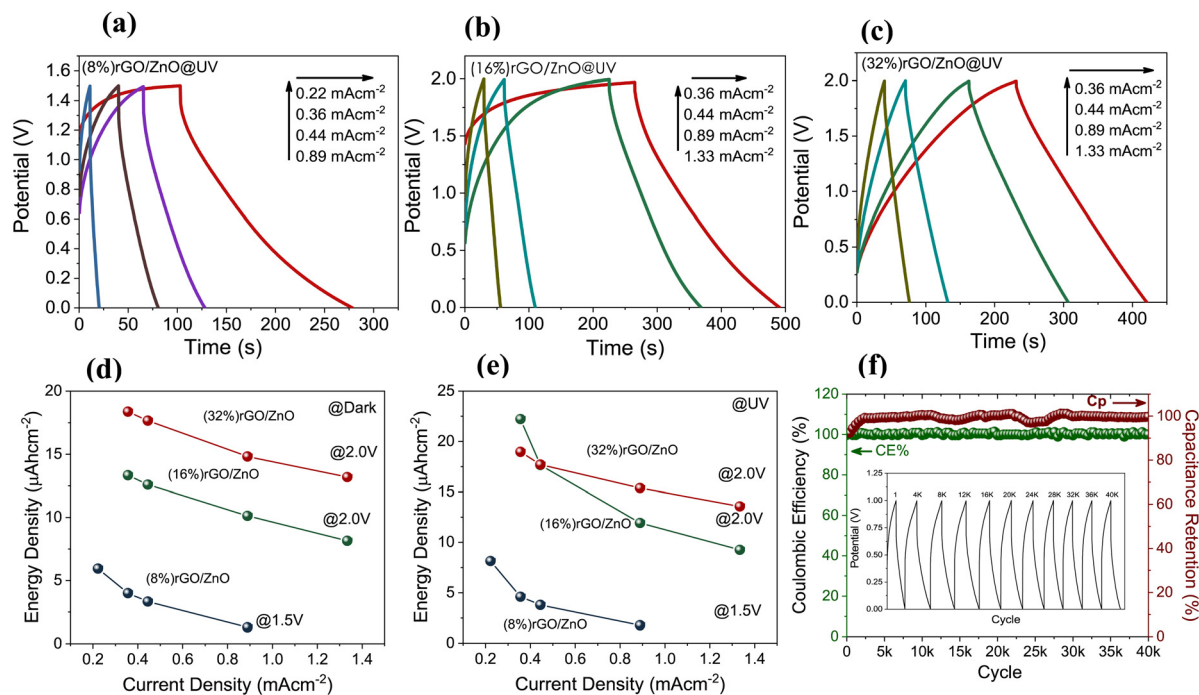 (a)
(8%)rGO/ZnO@UV
0.22 mAcm-2
0.36 mAcm-2
0.44 mAcm-2
0.89 mAcm-2
1.6
1.4
1.2
1.0
0.8
0.6
0.4
0.2
0.0
Potential (V)
0 50 100 150 200 250 300
Time (s)
(b)
(16%)rGO/ZnO@UV
0.36 mAcm-2
0.44 mAcm-2
0.89 mAcm-2
1.33 mAcm-2
2.0
1.5
1.0
0.5
0.0
Potential (V)
0 100 200 300 400 500
Time (s)
(c)
(32%)rGO/ZnO@UV
0.36 mAcm-2
0.44 mAcm-2
0.89 mAcm-2
1.33 mAcm-2
2.0
1.5
1.0
0.5
0.0
Potential (V)
0 100 200 300 400
Time (s)
(d)
@Dark
(32%)rGO/ZnO
@2.0V
(16%)rGO/ZnO
@2.0V
(8%)rGO/ZnO
@1.5V
20
15
10
5
0
Energy Density (μAhcm-2)
0.2 0.4 0.6 0.8 1.0 1.2 1.4
Current Density (mAcm-2)
(e)
@UV
(32%)rGO/ZnO
@2.0V
(16%)rGO/ZnO
@2.0V
(8%)rGO/ZnO
@1.5V
25
20
15
10
5
0
Energy Density (μAhcm-2)
0.2 0.4 0.6 0.8 1.0 1.2 1.4
Current Density (mAcm-2)
(f)
Cp
CE%
120
100
80
60
40
20
0
Coulombic Efficiency (%)
100
80
60
40
20
0
Capacitance Retention (%)
1 4K 8K 12K 16K 20K 24K 28K 32K 36K 40K
1.25
1.00
0.75
0.50
0.25
0.00
Potential (V)
Cycle
0 5k 10k 15k 20k 25k 30k 35k 40k
Cycle